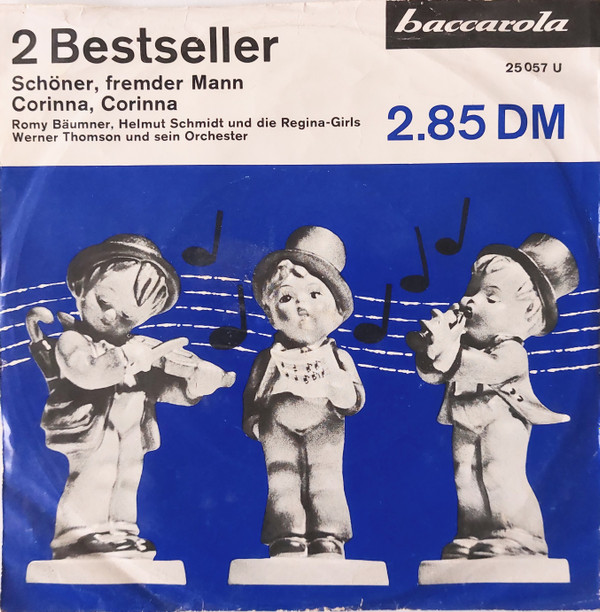 2 Bestseller
Schöner, fremder Mann
Corinna, Corinna
Romy Bäumner, Helmut Schmidt und die Regina-Girls
Werner Thomson und sein Orchester
baccarola
25 057 U
2.85 DM